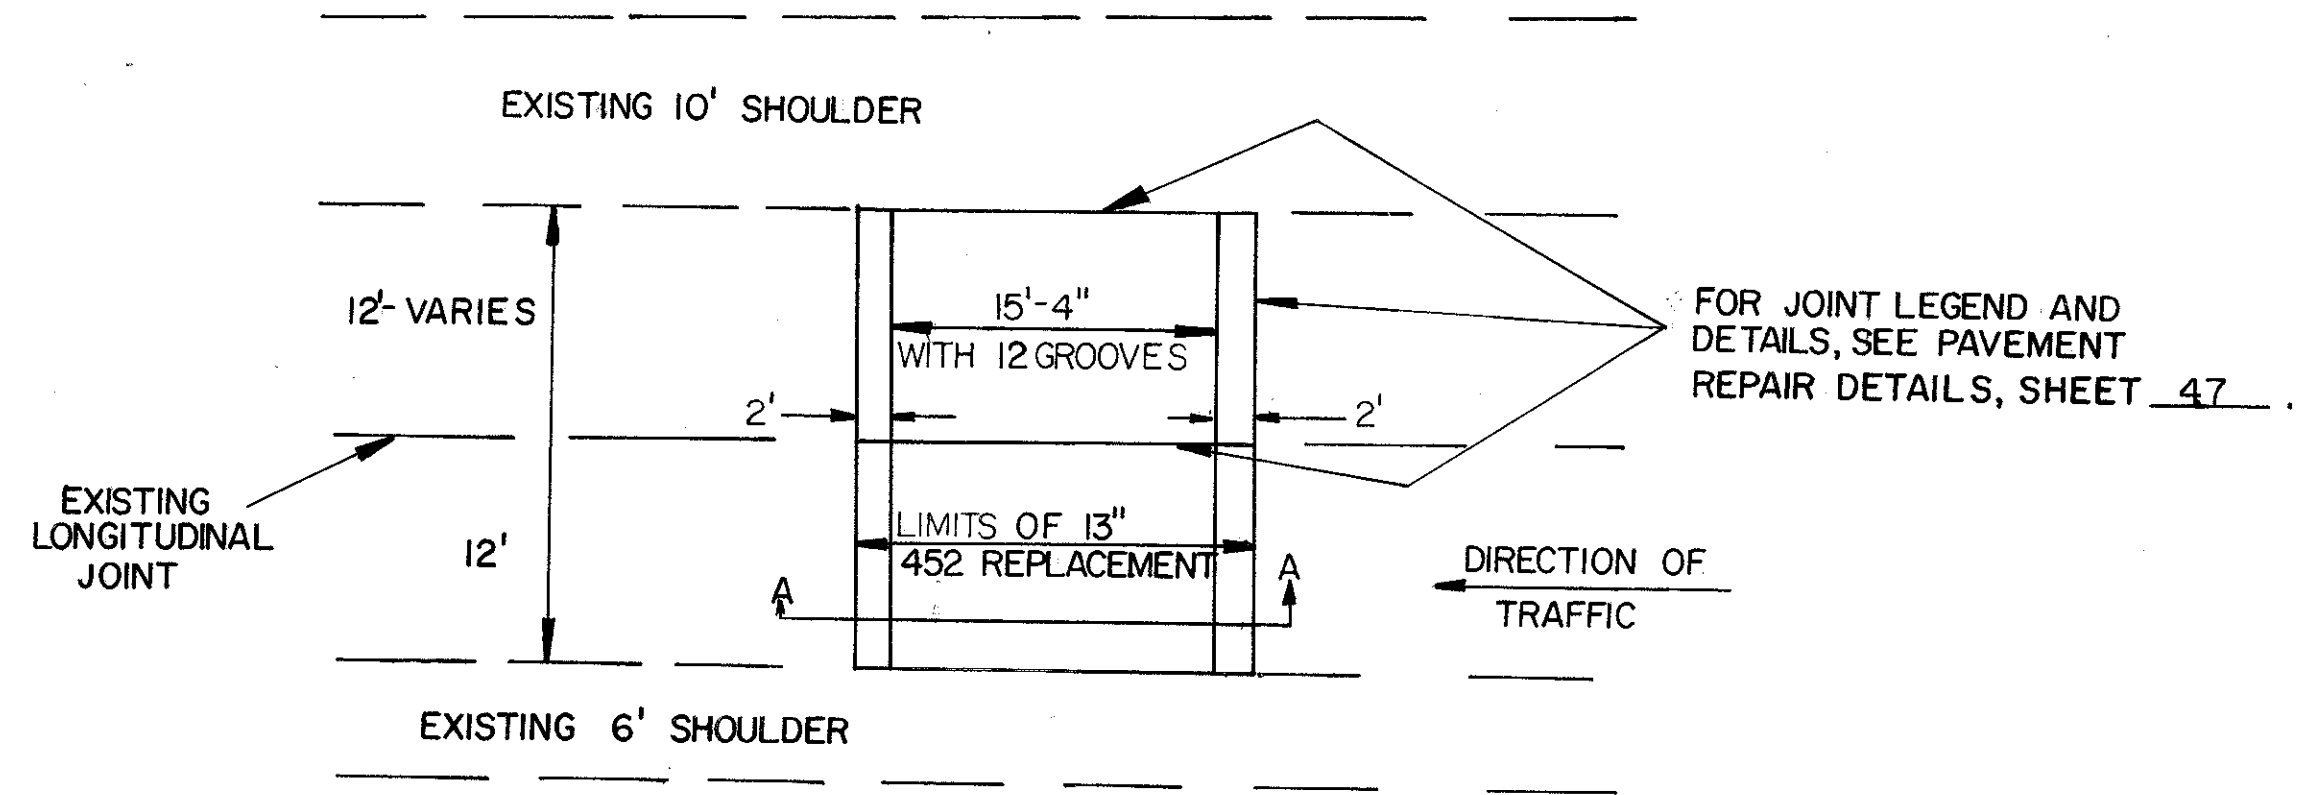 EXISTING 10' SHOULDER
12'- VARIES
15'-4"
WITH 12 GROOVES
FOR JOINT LEGEND AND
DETAILS, SEE PAVEMENT
REPAIR DETAILS, SHEET 47 .
2'
2'
EXISTING
LONGITUDINAL
JOINT
12'
LIMITS OF 13"
452 REPLACEMENT
A
A
DIRECTION OF
TRAFFIC
EXISTING 6' SHOULDER